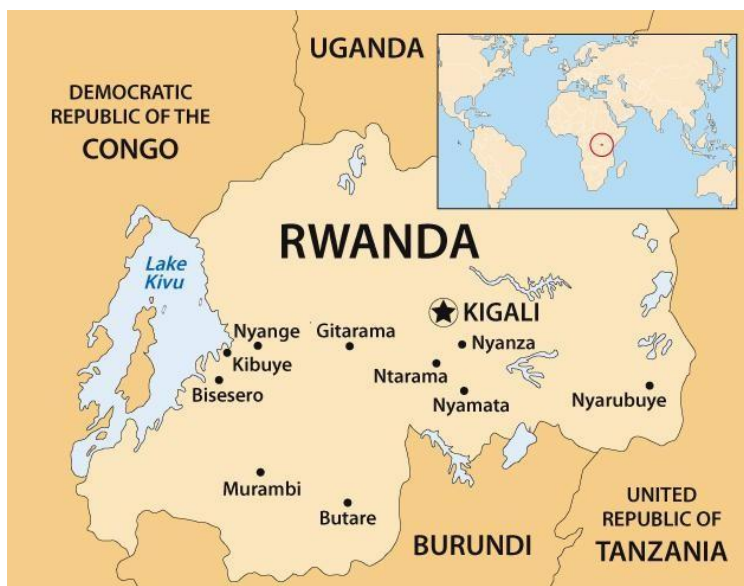 UGANDA
DEMOCRATIC
REPUBLIC OF THE
CONGO
RWANDA
Lake
Kivu
KIGALI
Nyange
Gitarama
Nyanza
Kibuye
Ntarama
Bisesero
Nyamata
Nyarubuye
Murambi
Butare
UNITED
REPUBLIC OF
TANZANIA
BURUNDI